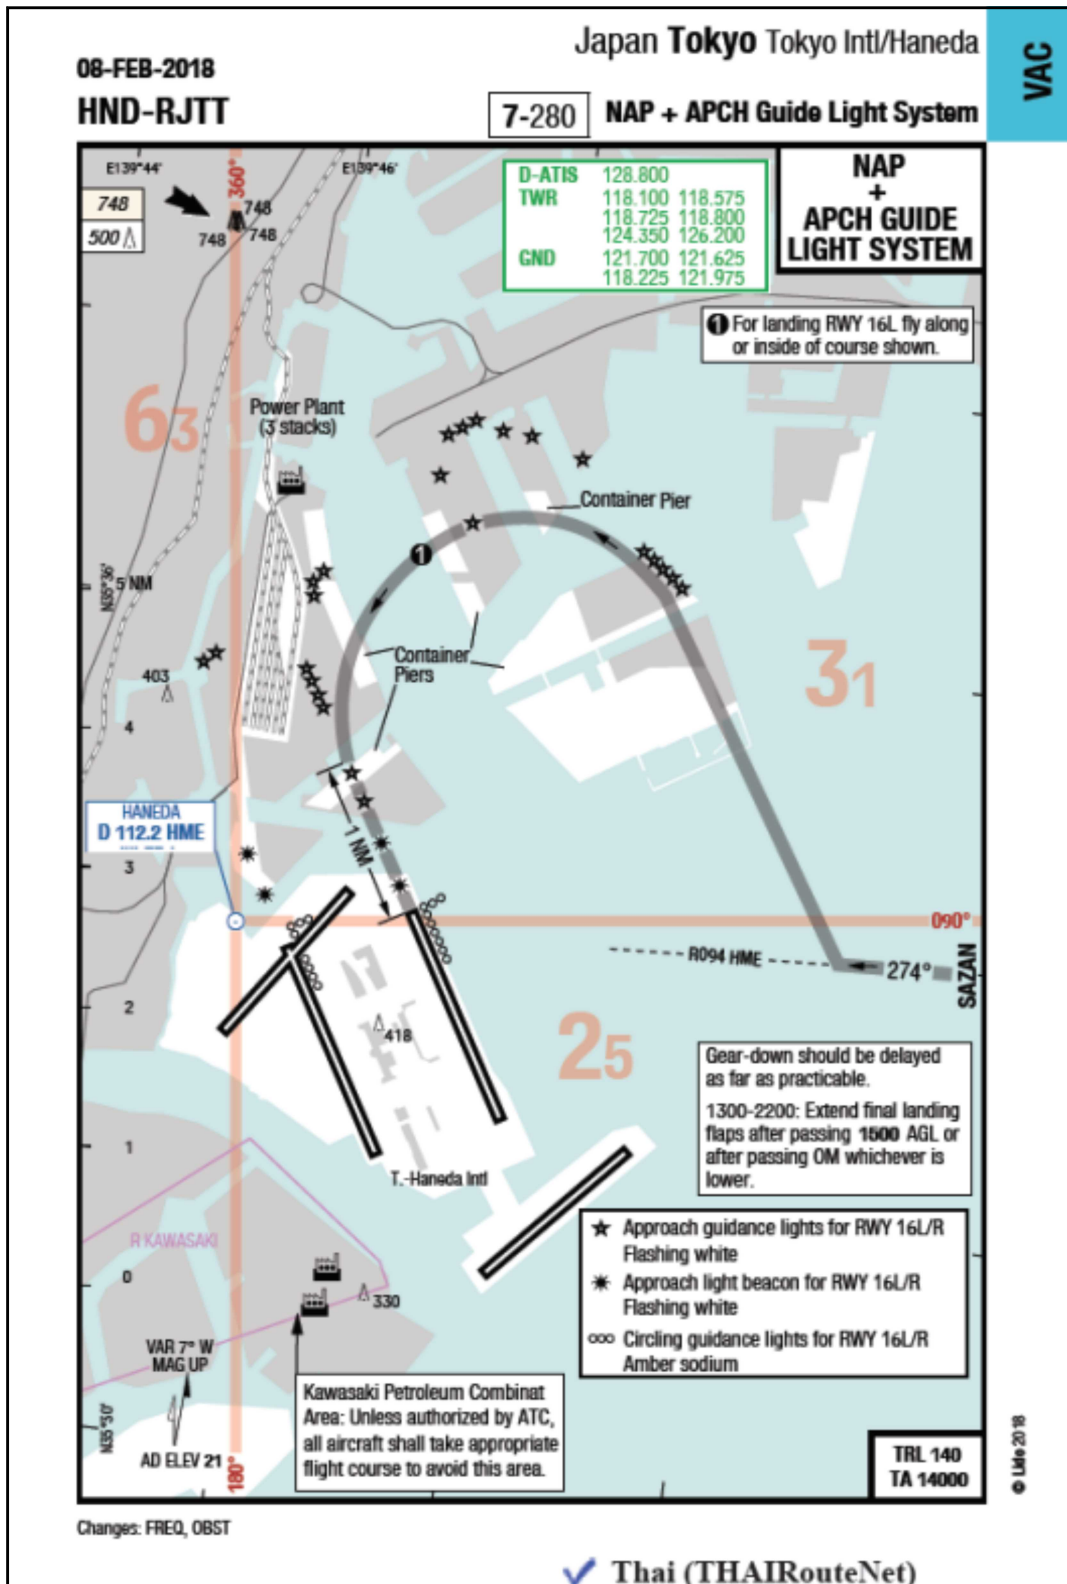 Japan Tokyo Tokyo Intl/Haneda
VAC
08-FEB-2018
HND-RJTT
7-280
NAP + APCH Guide Light System
E139°44'
E139°46'
360°
748
500
748
748
748
D-ATIS 128.800
TWR 118.100 118.575
118.725 118.800
124.350 126.200
GND 121.700 121.625
118.225 121.975
NAP
+
APCH GUIDE
LIGHT SYSTEM
1 For landing RWY 16L fly along
or inside of course shown.
63
Power Plant
(3 stacks)
Container Pier
1
N35°36'
5 NM
Container
Piers
403
31
4
HANEDA
D 112.2 HME
1 NM
3
090°
R094 HME
274°
SAZAN
2
418
25
Gear-down should be delayed
as far as practicable.
1300-2200: Extend final landing
flaps after passing 1500 AGL or
after passing OM whichever is
lower.
1
T.-Haneda Intl
R KAWASAKI
0
330
Approach guidance lights for RWY 16L/R
Flashing white
Approach light beacon for RWY 16L/R
Flashing white
Circling guidance lights for RWY 16L/R
Amber sodium
VAR 7° W
MAG UP
N35°30'
AD ELEV 21
180°
Kawasaki Petroleum Combinat
Area: Unless authorized by ATC,
all aircraft shall take appropriate
flight course to avoid this area.
TRL 140
TA 14000
© Lido 2018
Changes: FREQ, OBST
Thai (THAIRouteNet)